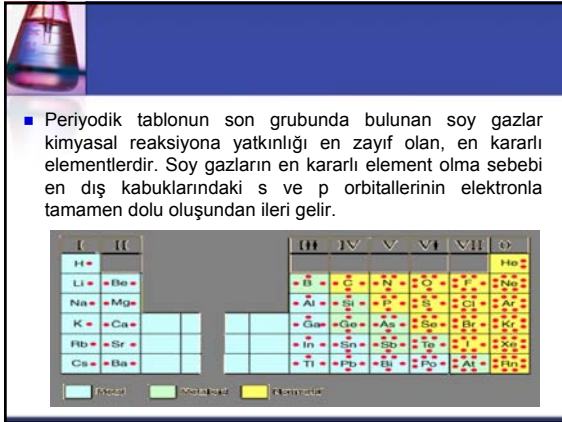 Periyodik tablonun son grubunda bulunan soy gazlar
kimyasal reaksiyona yatkınlığı en zayıf olan, en kararlı
elementlerdir. Soy gazların en kararlı element olma sebebi
en dış kabuklarındaki s ve p orbitallerinin elektronla
tamamen dolu oluşundan ileri gelir.
I II III IV V VI VII 0
H He
Li Be B C N O F Ne
Na Mg Al Si P S Cl Ar
K Ca Ga Ge As Se Br Kr
Rb Sr In Sn Sb Te I Xe
Cs Ba Tl Pb Bi Po At Rn
Metal